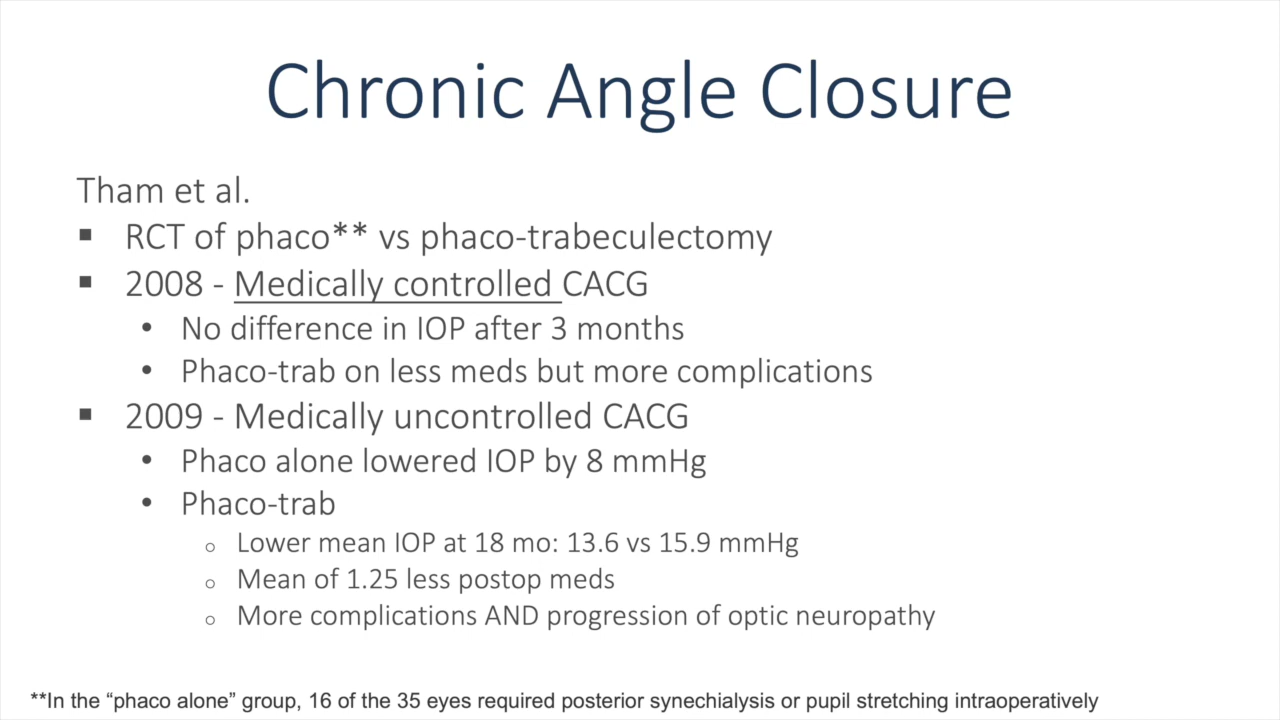 Chronic Angle Closure
Tham et al.
▪ RCT of phaco** vs phaco-trabeculectomy
▪ 2008 - Medically controlled CACG
• No difference in IOP after 3 months
• Phaco-trab on less meds but more complications
▪ 2009 - Medically uncontrolled CACG
• Phaco alone lowered IOP by 8 mmHg
• Phaco-trab
o Lower mean IOP at 18 mo: 13.6 vs 15.9 mmHg
o Mean of 1.25 less postop meds
o More complications AND progression of optic neuropathy
**In the “phaco alone” group, 16 of the 35 eyes required posterior synechialysis or pupil stretching intraoperatively